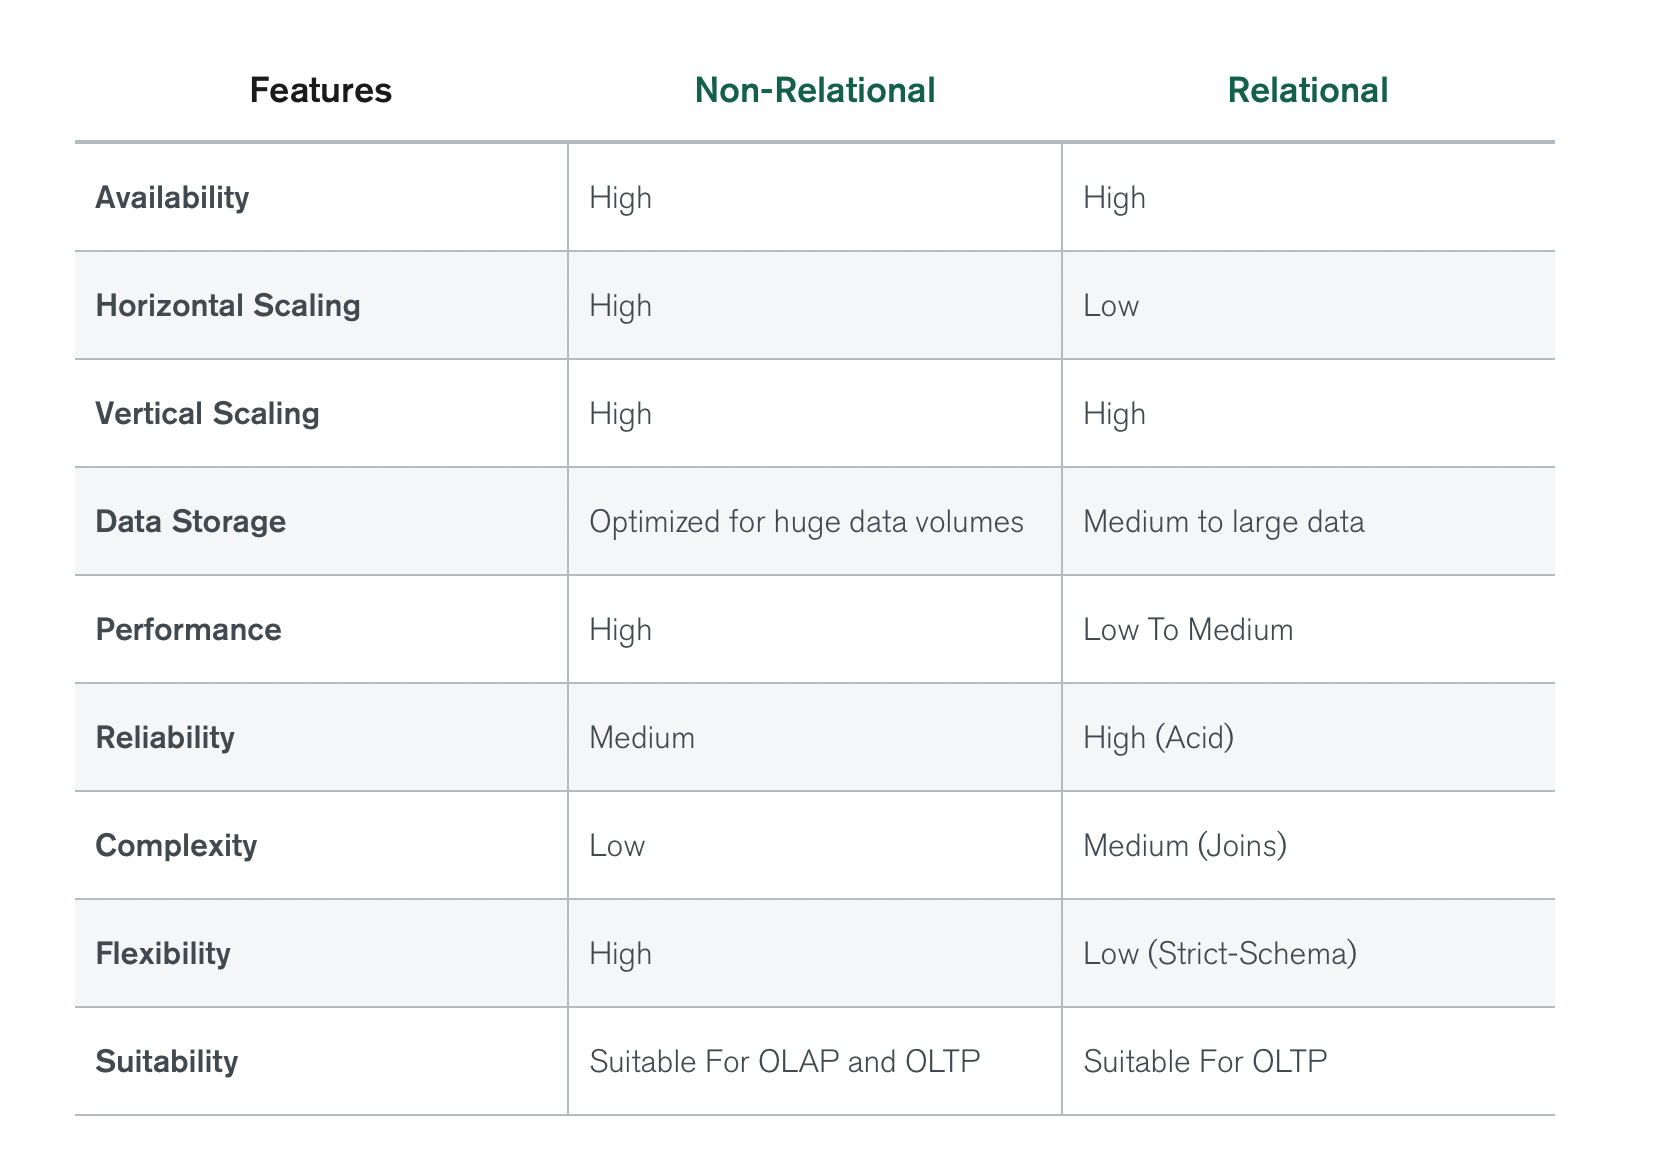 Features Non-Relational Relational
Availability High High
Horizontal Scaling High Low
Vertical Scaling High High
Data Storage Optimized for huge data volumes Medium to large data
Performance High Low To Medium
Reliability Medium High (Acid)
Complexity Low Medium (Joins)
Flexibility High Low (Strict-Schema)
Suitability Suitable For OLAP and OLTP Suitable For OLTP